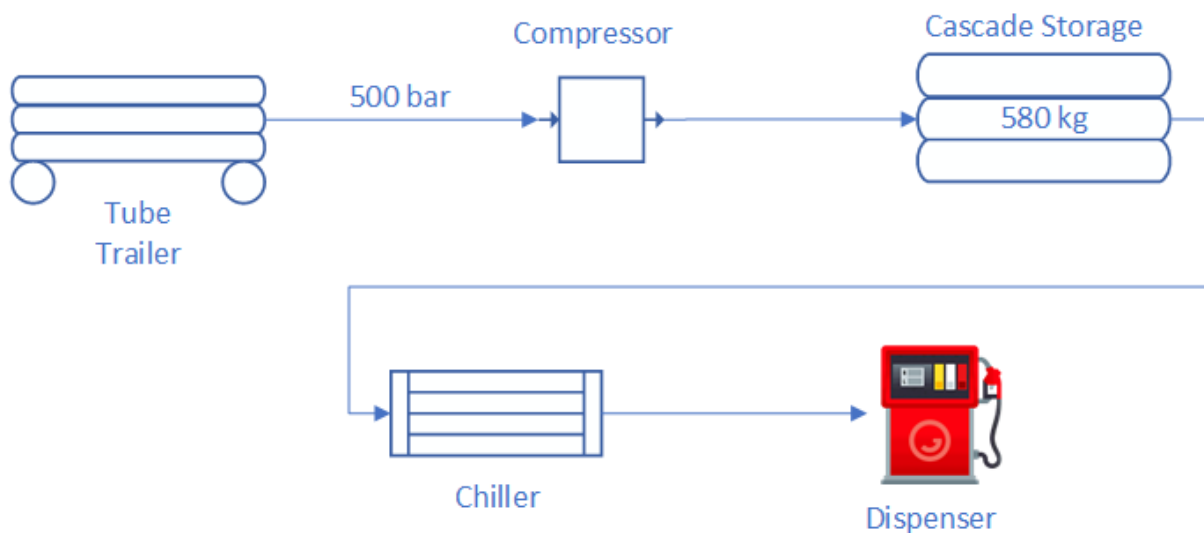 Compressor
Cascade Storage
500 bar
580 kg
Tube
Trailer
Chiller
Dispenser